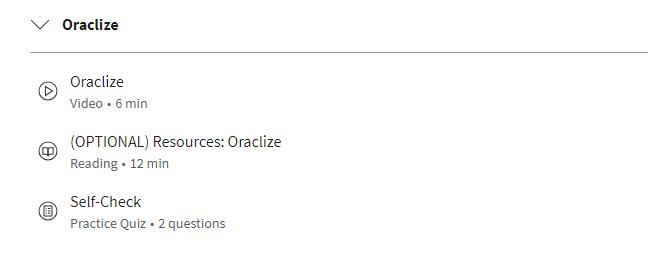 Oraclize
Oraclize
Video • 6 min
(OPTIONAL) Resources: Oraclize
Reading • 12 min
Self-Check
Practice Quiz • 2 questions